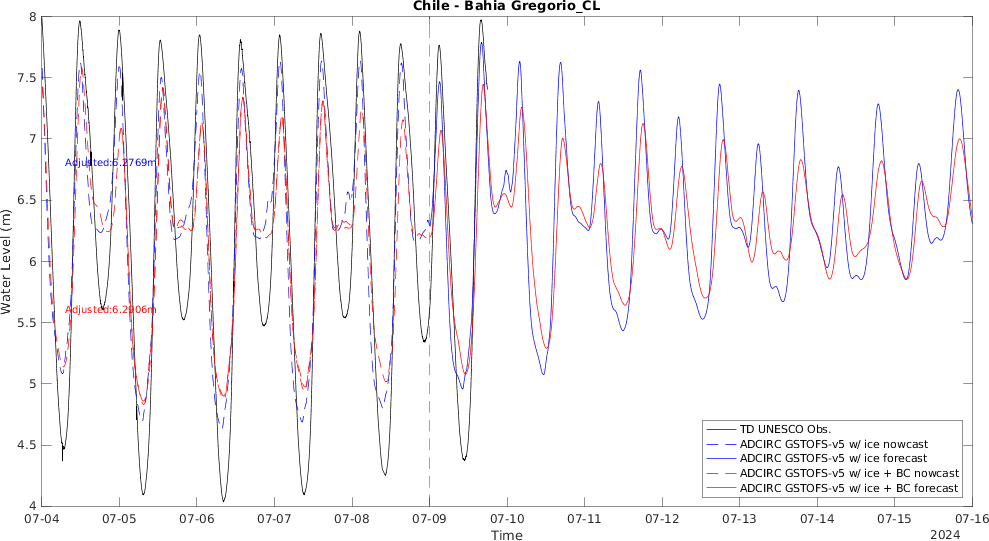 Chile - Bahia Gregorio_CL
8
7.5
7
6.5
6
5.5
5
4.5
4
Water Level (m)
Adjusted:6.2769m
Adjusted:6.2906m
TD UNESCO Obs.
ADCIRC GSTOFS-v5 w/ ice nowcast
ADCIRC GSTOFS-v5 w/ ice forecast
ADCIRC GSTOFS-v5 w/ ice + BC nowcast
ADCIRC GSTOFS-v5 w/ ice + BC forecast
07-04 07-05 07-06 07-07 07-08 07-09 07-10 07-11 07-12 07-13 07-14 07-15 07-16
Time
2024